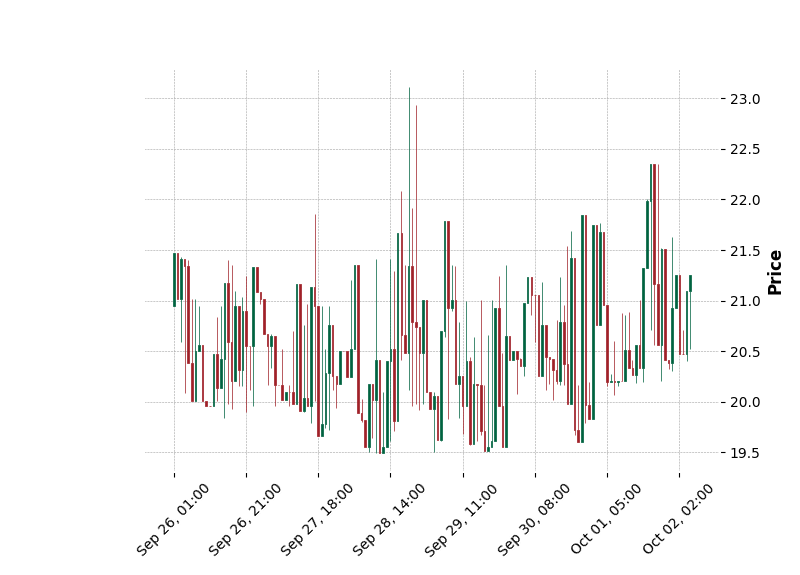 23.0
22.5
22.0
21.5
21.0
20.5
20.0
19.5
Price
Sep 26, 01:00
Sep 26, 21:00
Sep 27, 18:00
Sep 28, 14:00
Sep 29, 11:00
Sep 30, 08:00
Oct 01, 05:00
Oct 02, 02:00